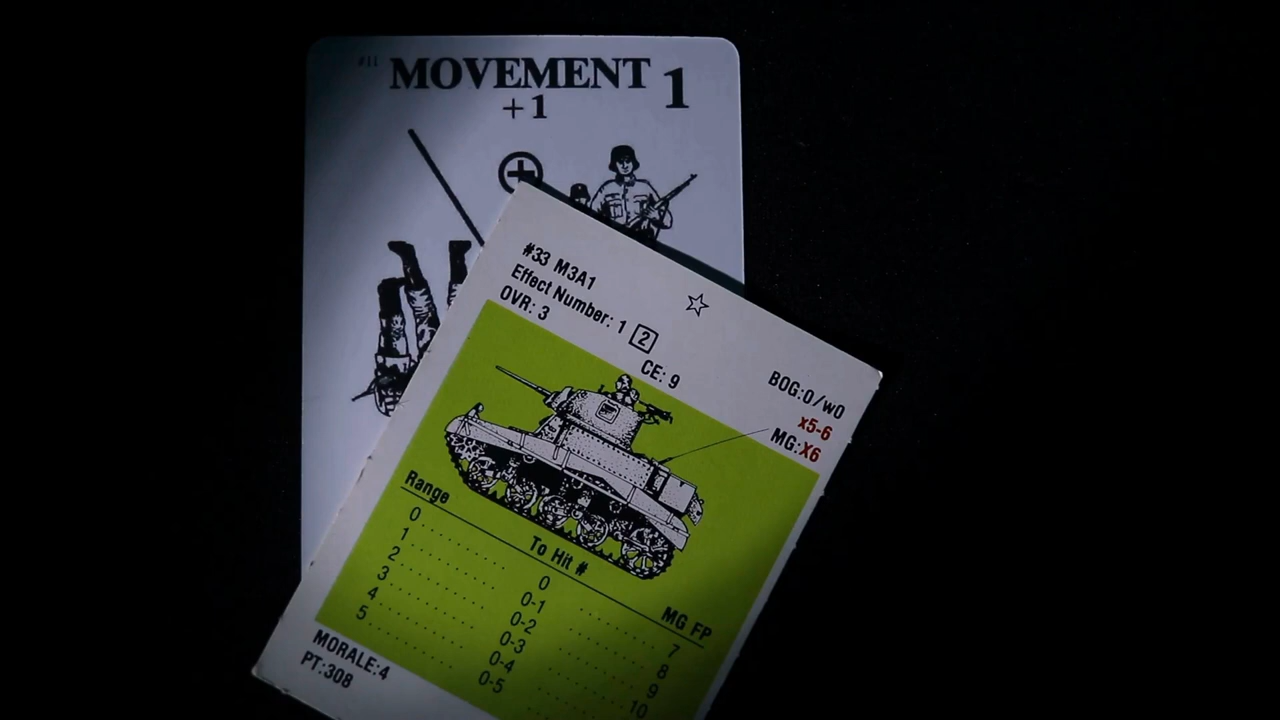 #11 MOVEMENT 1
+1
#33 M3A1
Effect Number: 1 2
OVR: 3
CE: 9
BOG:0/w0
x5-6
MG:X6
Range To Hit # MG FP
0 0 7
1 0-1 8
2 0-2 9
3 0-3 10
4 0-4
5 0-5
MORALE:4
PT:308